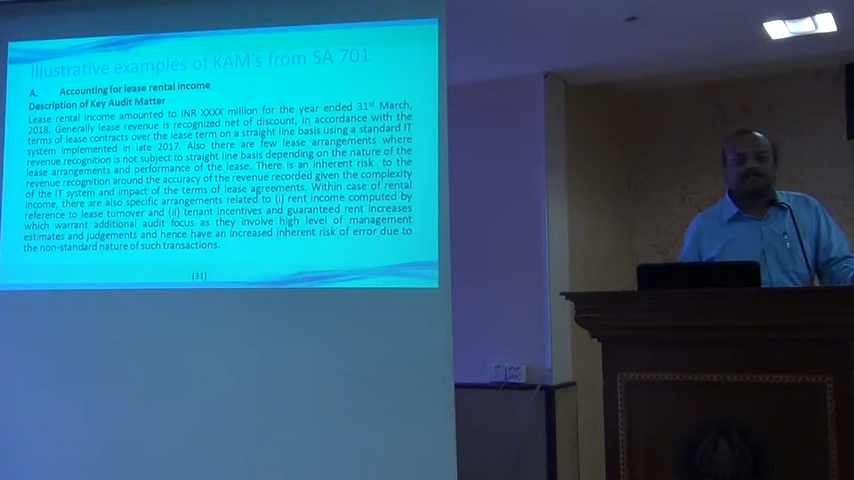 Illustrative examples of KAM's from SA 701
A. Accounting for lease rental income
Description of Key Audit Matter
Lease rental income amounted to INR XXXX million for the year ended 31st March,
2018. Generally lease revenue is recognized net of discount, in accordance with the
terms of lease contracts over the lease term on a straight line basis using a standard IT
system implemented in late 2017. Also there are few lease arrangements where
revenue recognition is not subject to straight line basis depending on the nature of the
lease arrangements and performance of the lease. There is an inherent risk to the
revenue recognition around the accuracy of the revenue recorded given the complexity
of the IT system and impact of the terms of lease agreements. Within case of rental
income, there are also specific arrangements related to (i) rent income computed by
reference to lease turnover and (ii) tenant incentives and guaranteed rent increases
which warrant additional audit focus as they involve high level of management
estimates and judgements and hence have an increased inherent risk of error due to
the non-standard nature of such transactions.
(31)